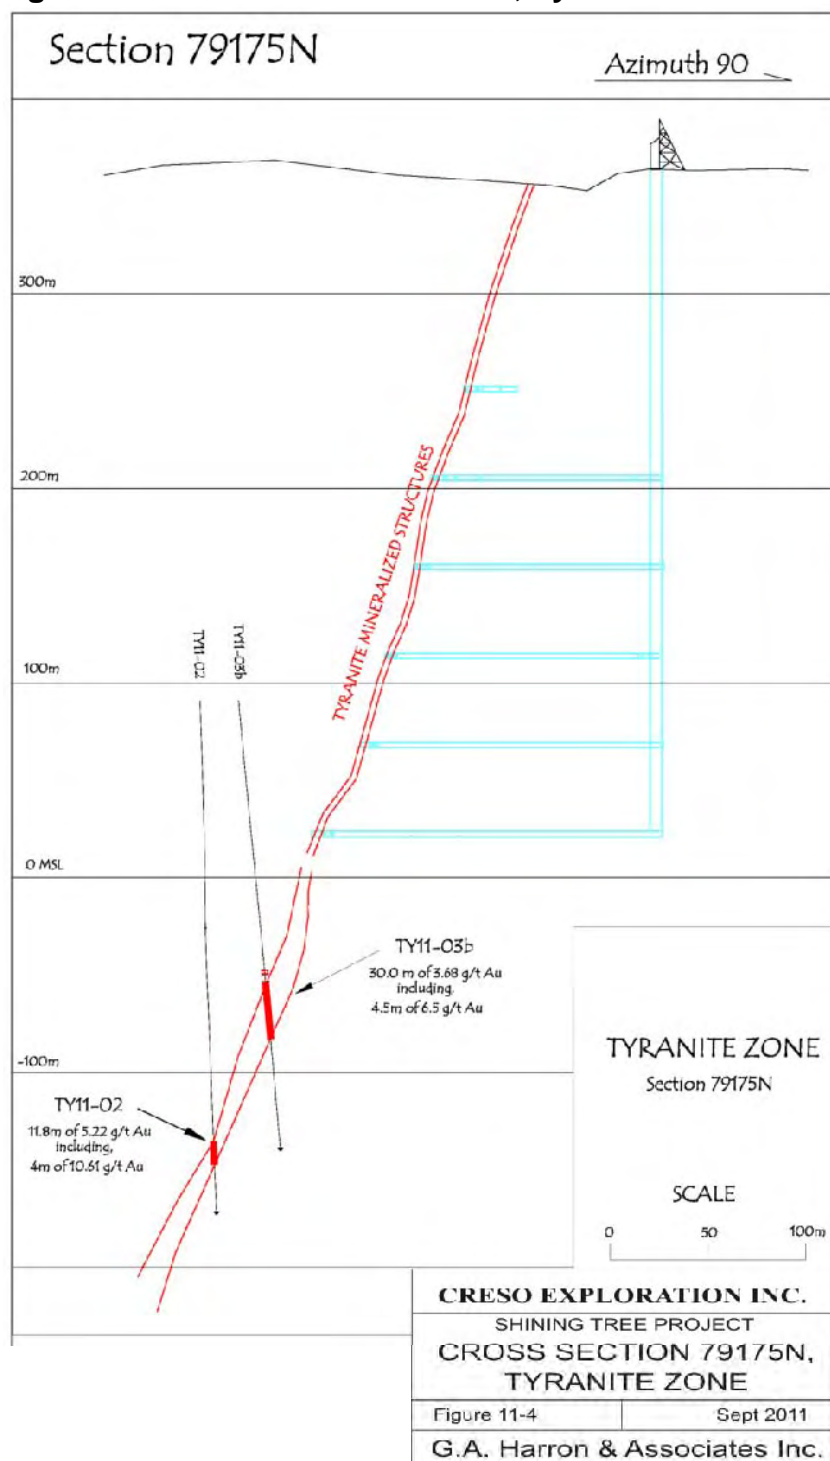 Section 79175N
Azimuth 90
300m
200m
TYRANITE MINERALIZED STRUCTURES
100m
TY11-02
TY11-03b
0 MSL
TY11-03b
30.0 m of 3.68 g/t Au
including,
4.5m of 6.5 g/t Au
-100m
TY11-02
11.8m of 5.22 g/t Au
including,
4m of 10.61 g/t Au
TYRANITE ZONE
Section 79175N
SCALE
0 50 100m
CRESO EXPLORATION INC.
SHINING TREE PROJECT
CROSS SECTION 79175N,
TYRANITE ZONE
Figure 11-4 Sept 2011
G.A. Harron & Associates Inc.